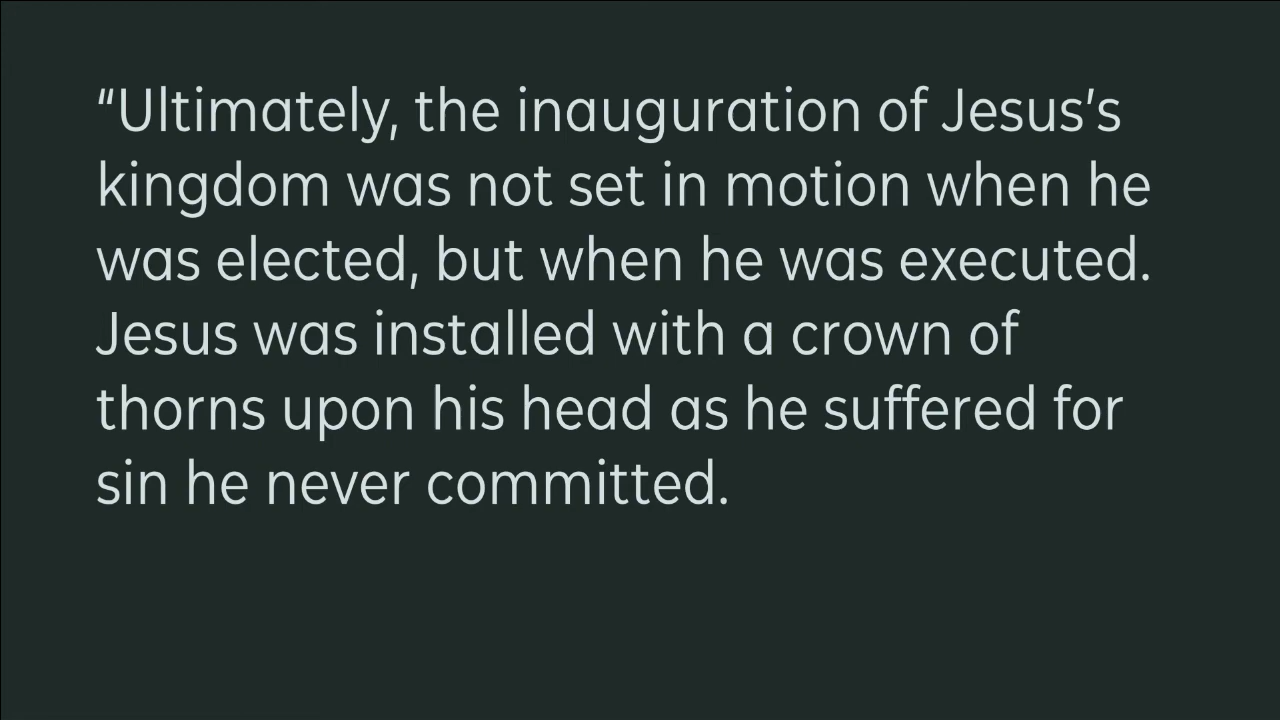 “Ultimately, the inauguration of Jesus’s
kingdom was not set in motion when he
was elected, but when he was executed.
Jesus was installed with a crown of
thorns upon his head as he suffered for
sin he never committed.